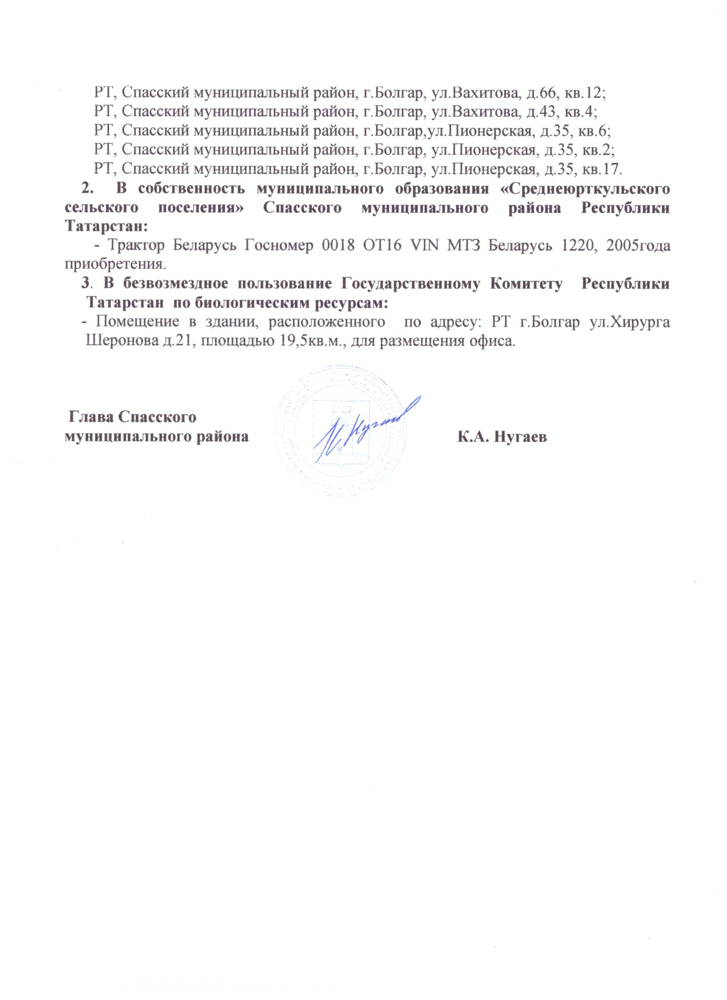 РТ, Спасский муниципальный район, г.Болгар, ул.Вахитова, д.66, кв.12;
РТ, Спасский муниципальный район, г.Болгар, ул.Вахитова, д.43, кв.4;
РТ, Спасский муниципальный район, г.Болгар,ул.Пионерская, д.35, кв.6;
РТ, Спасский муниципальный район, г.Болгар, ул.Пионерская, д.35, кв.2;
РТ, Спасский муниципальный район, г.Болгар, ул.Пионерская, д.35, кв.17.
2. В собственность муниципального образования «Среднеюрткульского
сельского поселения» Спасского муниципального района Республики
Татарстан:
- Трактор Беларусь Госномер 0018 ОТ16 VIN МТЗ Беларусь 1220, 2005года
приобретения.
3. В безвозмездное пользование Государственному Комитету Республики
Татарстан по биологическим ресурсам:
- Помещение в здании, расположенного по адресу: РТ г.Болгар ул.Хирурга
Шеронова д.21, площадью 19,5кв.м., для размещения офиса.
Глава Спасского
муниципального района К.А. Нугаев